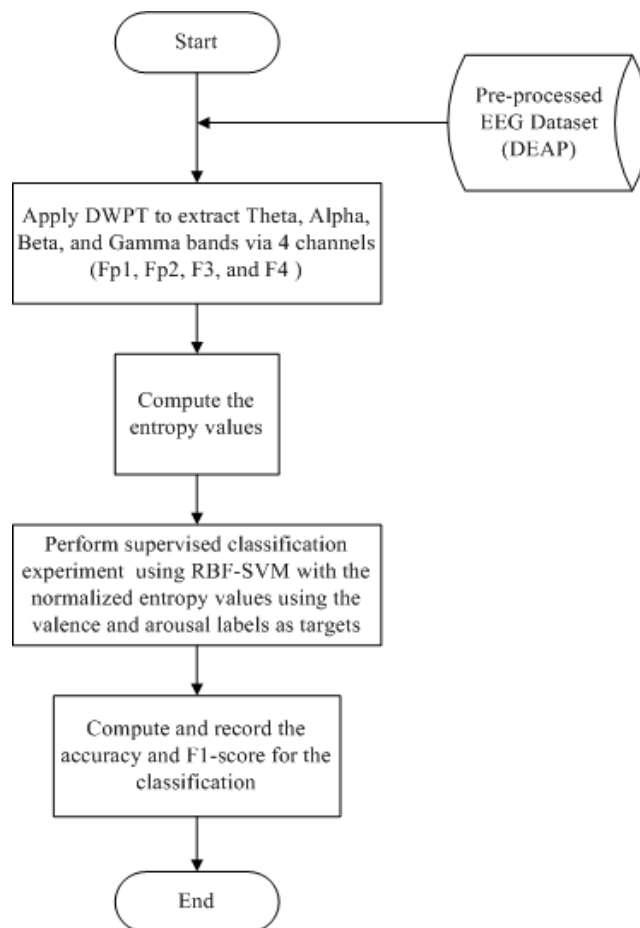 Start
Pre-processed
EEG Dataset
(DEAP)
Apply DWPT to extract Theta, Alpha,
Beta, and Gamma bands via 4 channels
(Fp1, Fp2, F3, and F4 )
Compute the
entropy values
Perform supervised classification
experiment using RBF-SVM with the
normalized entropy values using the
valence and arousal labels as targets
Compute and record the
accuracy and F1-score for the
classification
End